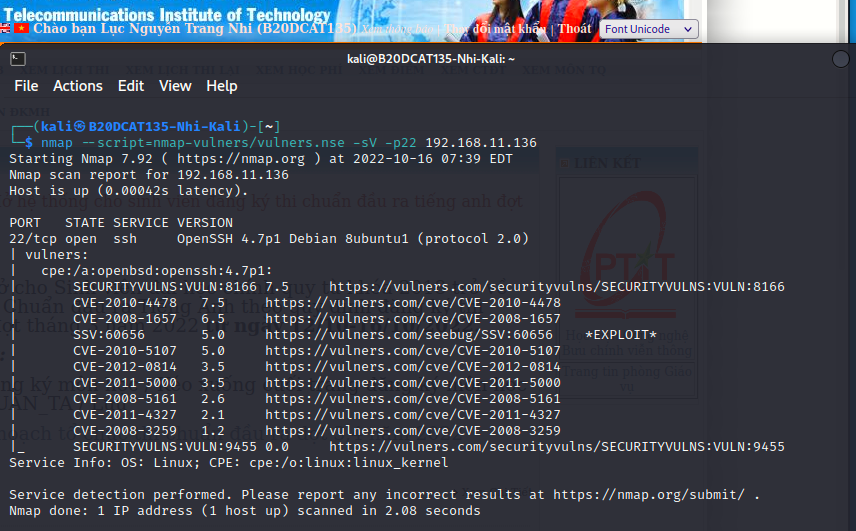 Telecommunications Institute of Technology
Chào bạn Lục Nguyễn Trang Nhi (B20DCAT135) Xem thông báo | Thay đổi mật khẩu | Thoát Font Unicode
kali@B20DCAT135-Nhi-Kali: ~
File Actions Edit View Help
┌──(kali㉿B20DCAT135-Nhi-Kali)-[~]
└─$ nmap --script=nmap-vulners/vulners.nse -sV -p22 192.168.11.136
Starting Nmap 7.92 ( https://nmap.org ) at 2022-10-16 07:39 EDT
Nmap scan report for 192.168.11.136
Host is up (0.00042s latency).
PORT STATE SERVICE VERSION
22/tcp open ssh OpenSSH 4.7p1 Debian 8ubuntu1 (protocol 2.0)
| vulners:
| cpe:/a:openbsd:openssh:4.7p1:
| SECURITYVULNS:VULN:8166 7.5 https://vulners.com/securityvulns/SECURITYVULNS:VULN:8166
| CVE-2010-4478 7.5 https://vulners.com/cve/CVE-2010-4478
| CVE-2008-1657 6.5 https://vulners.com/cve/CVE-2008-1657
| SSV:60656 5.0 https://vulners.com/seebug/SSV:60656 *EXPLOIT*
| CVE-2010-5107 5.0 https://vulners.com/cve/CVE-2010-5107
| CVE-2012-0814 3.5 https://vulners.com/cve/CVE-2012-0814
| CVE-2011-5000 3.5 https://vulners.com/cve/CVE-2011-5000
| CVE-2008-5161 2.6 https://vulners.com/cve/CVE-2008-5161
| CVE-2011-4327 2.1 https://vulners.com/cve/CVE-2011-4327
| CVE-2008-3259 1.2 https://vulners.com/cve/CVE-2008-3259
|_ SECURITYVULNS:VULN:9455 0.0 https://vulners.com/securityvulns/SECURITYVULNS:VULN:9455
Service Info: OS: Linux; CPE: cpe:/o:linux:linux_kernel
Service detection performed. Please report any incorrect results at https://nmap.org/submit/ .
Nmap done: 1 IP address (1 host up) scanned in 2.08 seconds
LIÊN KẾT
PTIT